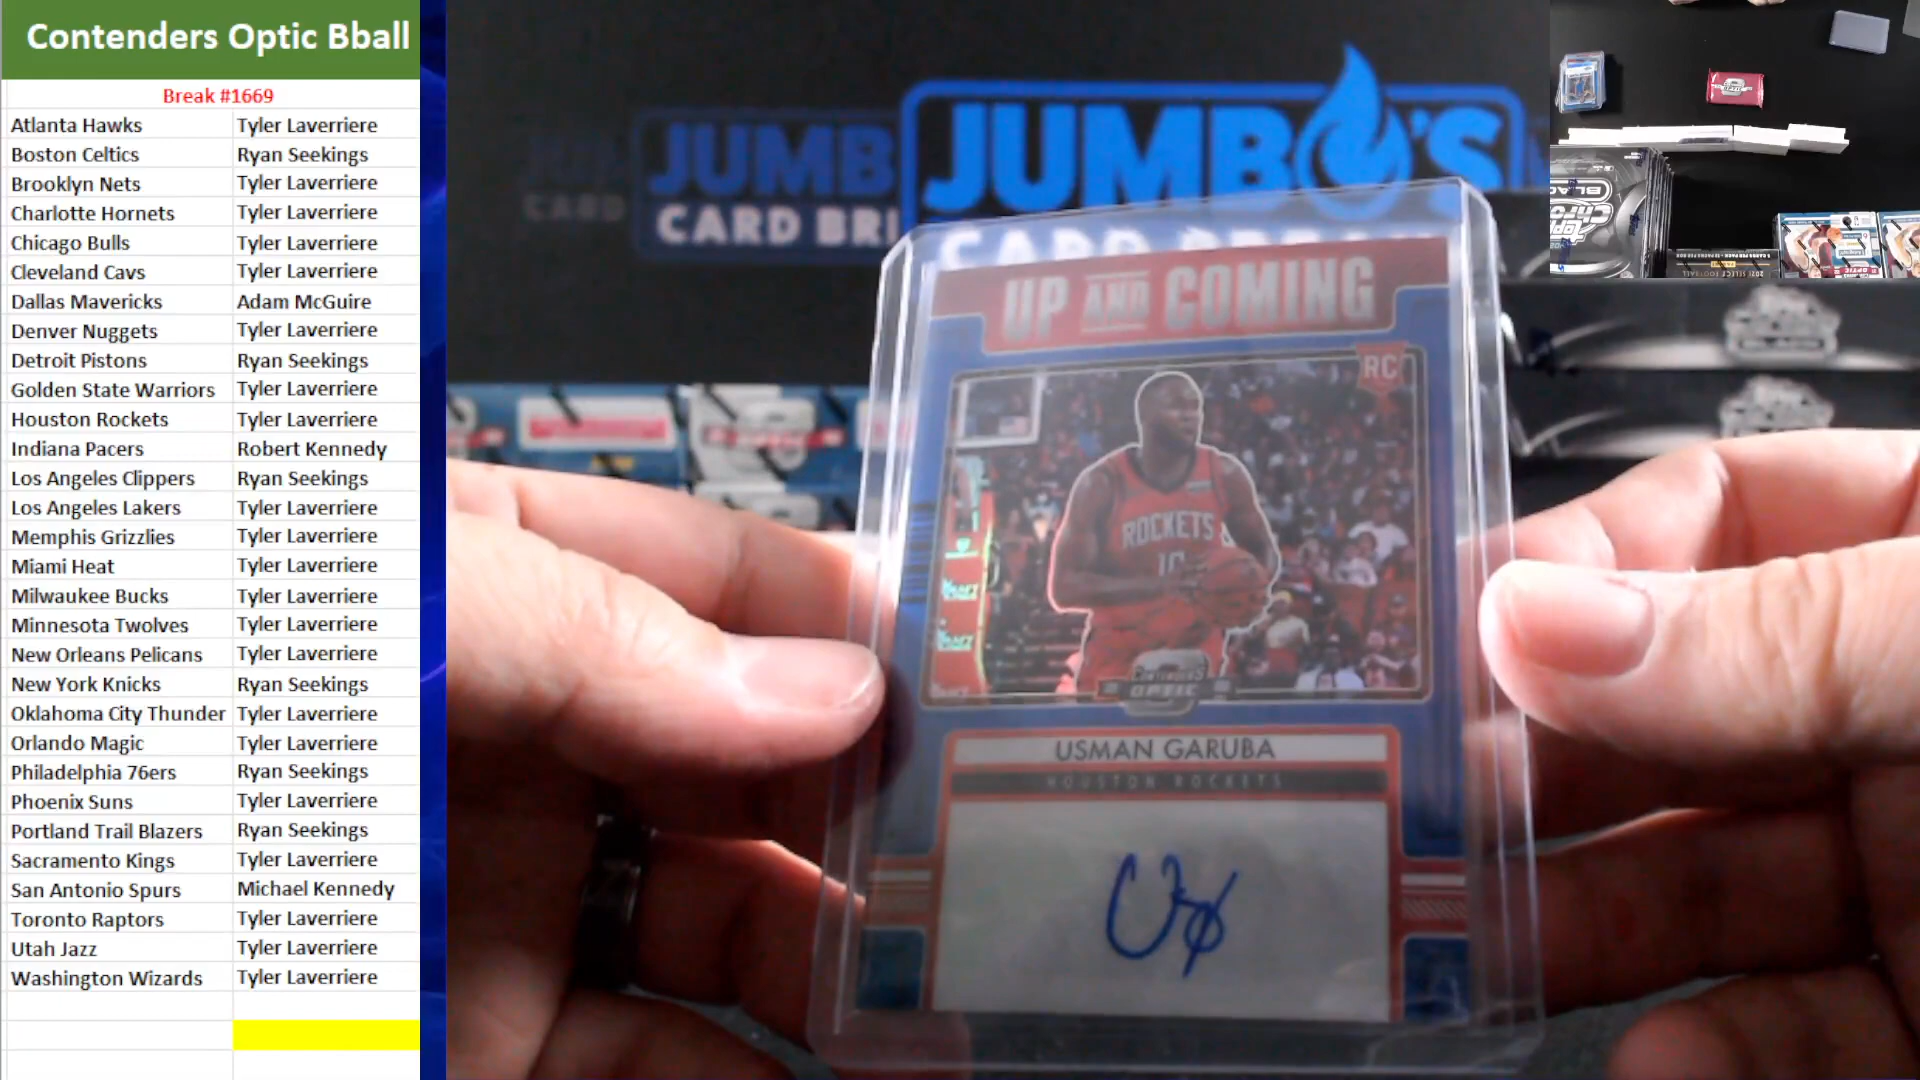 Contenders Optic Bball
Break #1669
Atlanta Hawks Tyler Laverriere
Boston Celtics Ryan Seekings
Brooklyn Nets Tyler Laverriere
Charlotte Hornets Tyler Laverriere
Chicago Bulls Tyler Laverriere
Cleveland Cavs Tyler Laverriere
Dallas Mavericks Adam McGuire
Denver Nuggets Tyler Laverriere
Detroit Pistons Ryan Seekings
Golden State Warriors Tyler Laverriere
Houston Rockets Tyler Laverriere
Indiana Pacers Robert Kennedy
Los Angeles Clippers Ryan Seekings
Los Angeles Lakers Tyler Laverriere
Memphis Grizzlies Tyler Laverriere
Miami Heat Tyler Laverriere
Milwaukee Bucks Tyler Laverriere
Minnesota Twolves Tyler Laverriere
New Orleans Pelicans Tyler Laverriere
New York Knicks Ryan Seekings
Oklahoma City Thunder Tyler Laverriere
Orlando Magic Tyler Laverriere
Philadelphia 76ers Ryan Seekings
Phoenix Suns Tyler Laverriere
Portland Trail Blazers Ryan Seekings
Sacramento Kings Tyler Laverriere
San Antonio Spurs Michael Kennedy
Toronto Raptors Tyler Laverriere
Utah Jazz Tyler Laverriere
Washington Wizards Tyler Laverriere
JUMB JUMBO'S
CARD CARD BRE CARD
UP AND COMING
RC
ROCKETS
CONTENDERS
OPTIC
USMAN GARUBA
HOUSTON ROCKETS